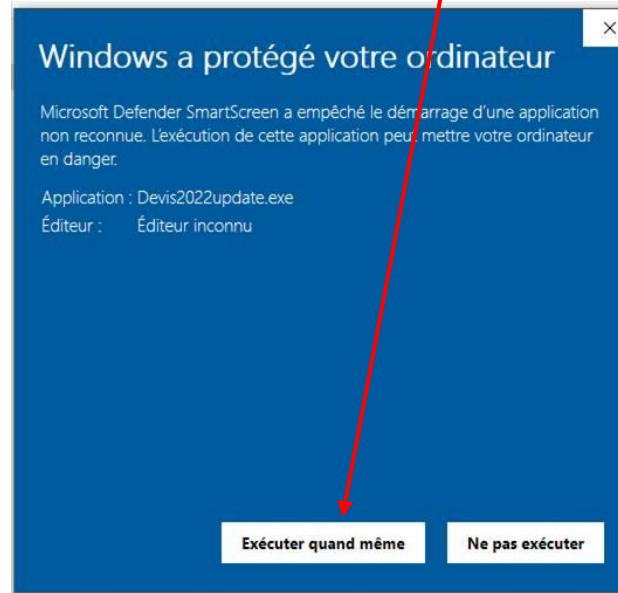 Windows a protégé votre ordinateur
Microsoft Defender SmartScreen a empêché le démarrage d'une application
non reconnue. L'exécution de cette application peut mettre votre ordinateur
en danger.
Application : Devis2022update.exe
Éditeur : Éditeur inconnu
Exécuter quand même Ne pas exécuter